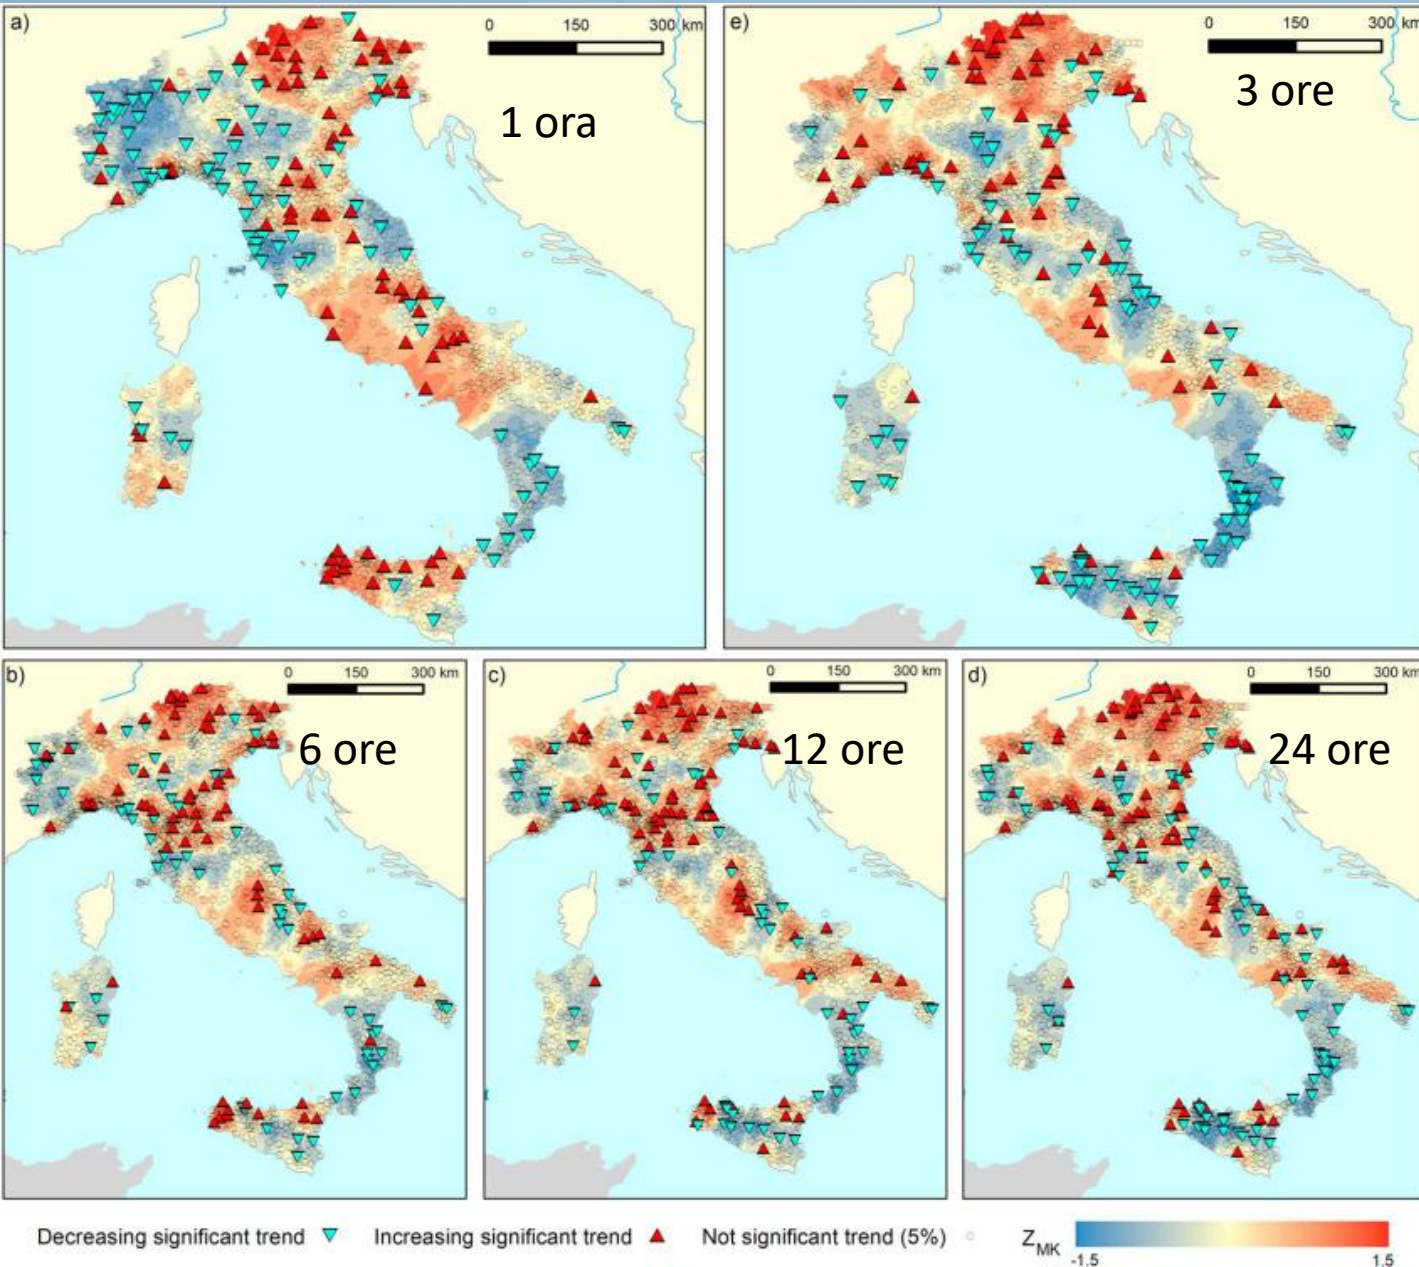 a)
0 150 300 km
1 ora
e)
0 150 300 km
3 ore
b)
0 150 300 km
6 ore
c)
0 150 300 km
12 ore
d)
0 150 300 km
24 ore
Decreasing significant trend
Increasing significant trend
Not significant trend (5%)
ZMK
-1.5
1.5